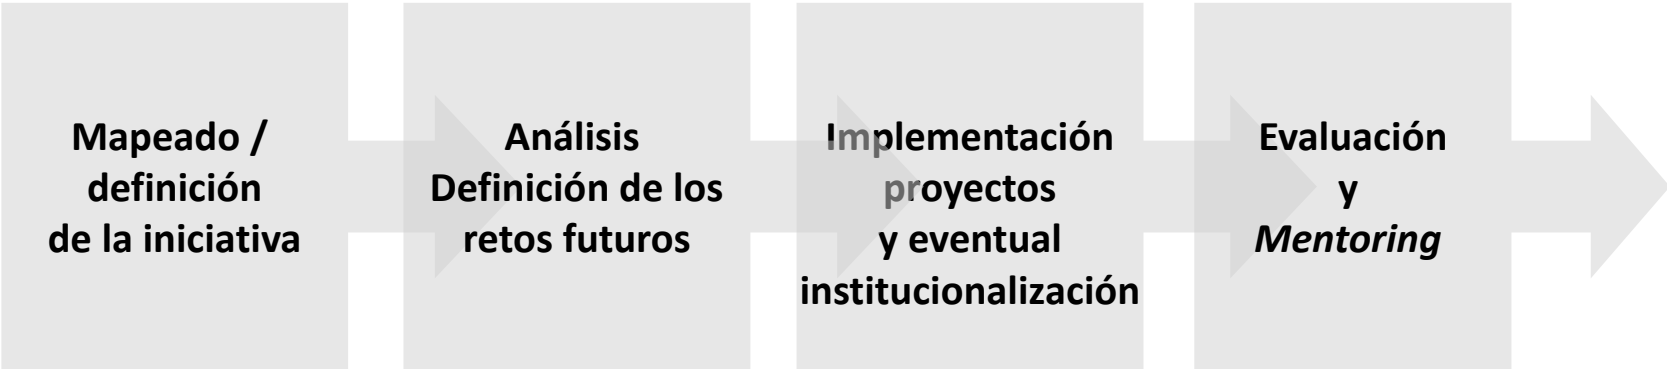 Mapeado /
definición
de la iniciativa
Análisis
Definición de los
retos futuros
Implementación
proyectos
y eventual
institucionalización
Evaluación
y
Mentoring